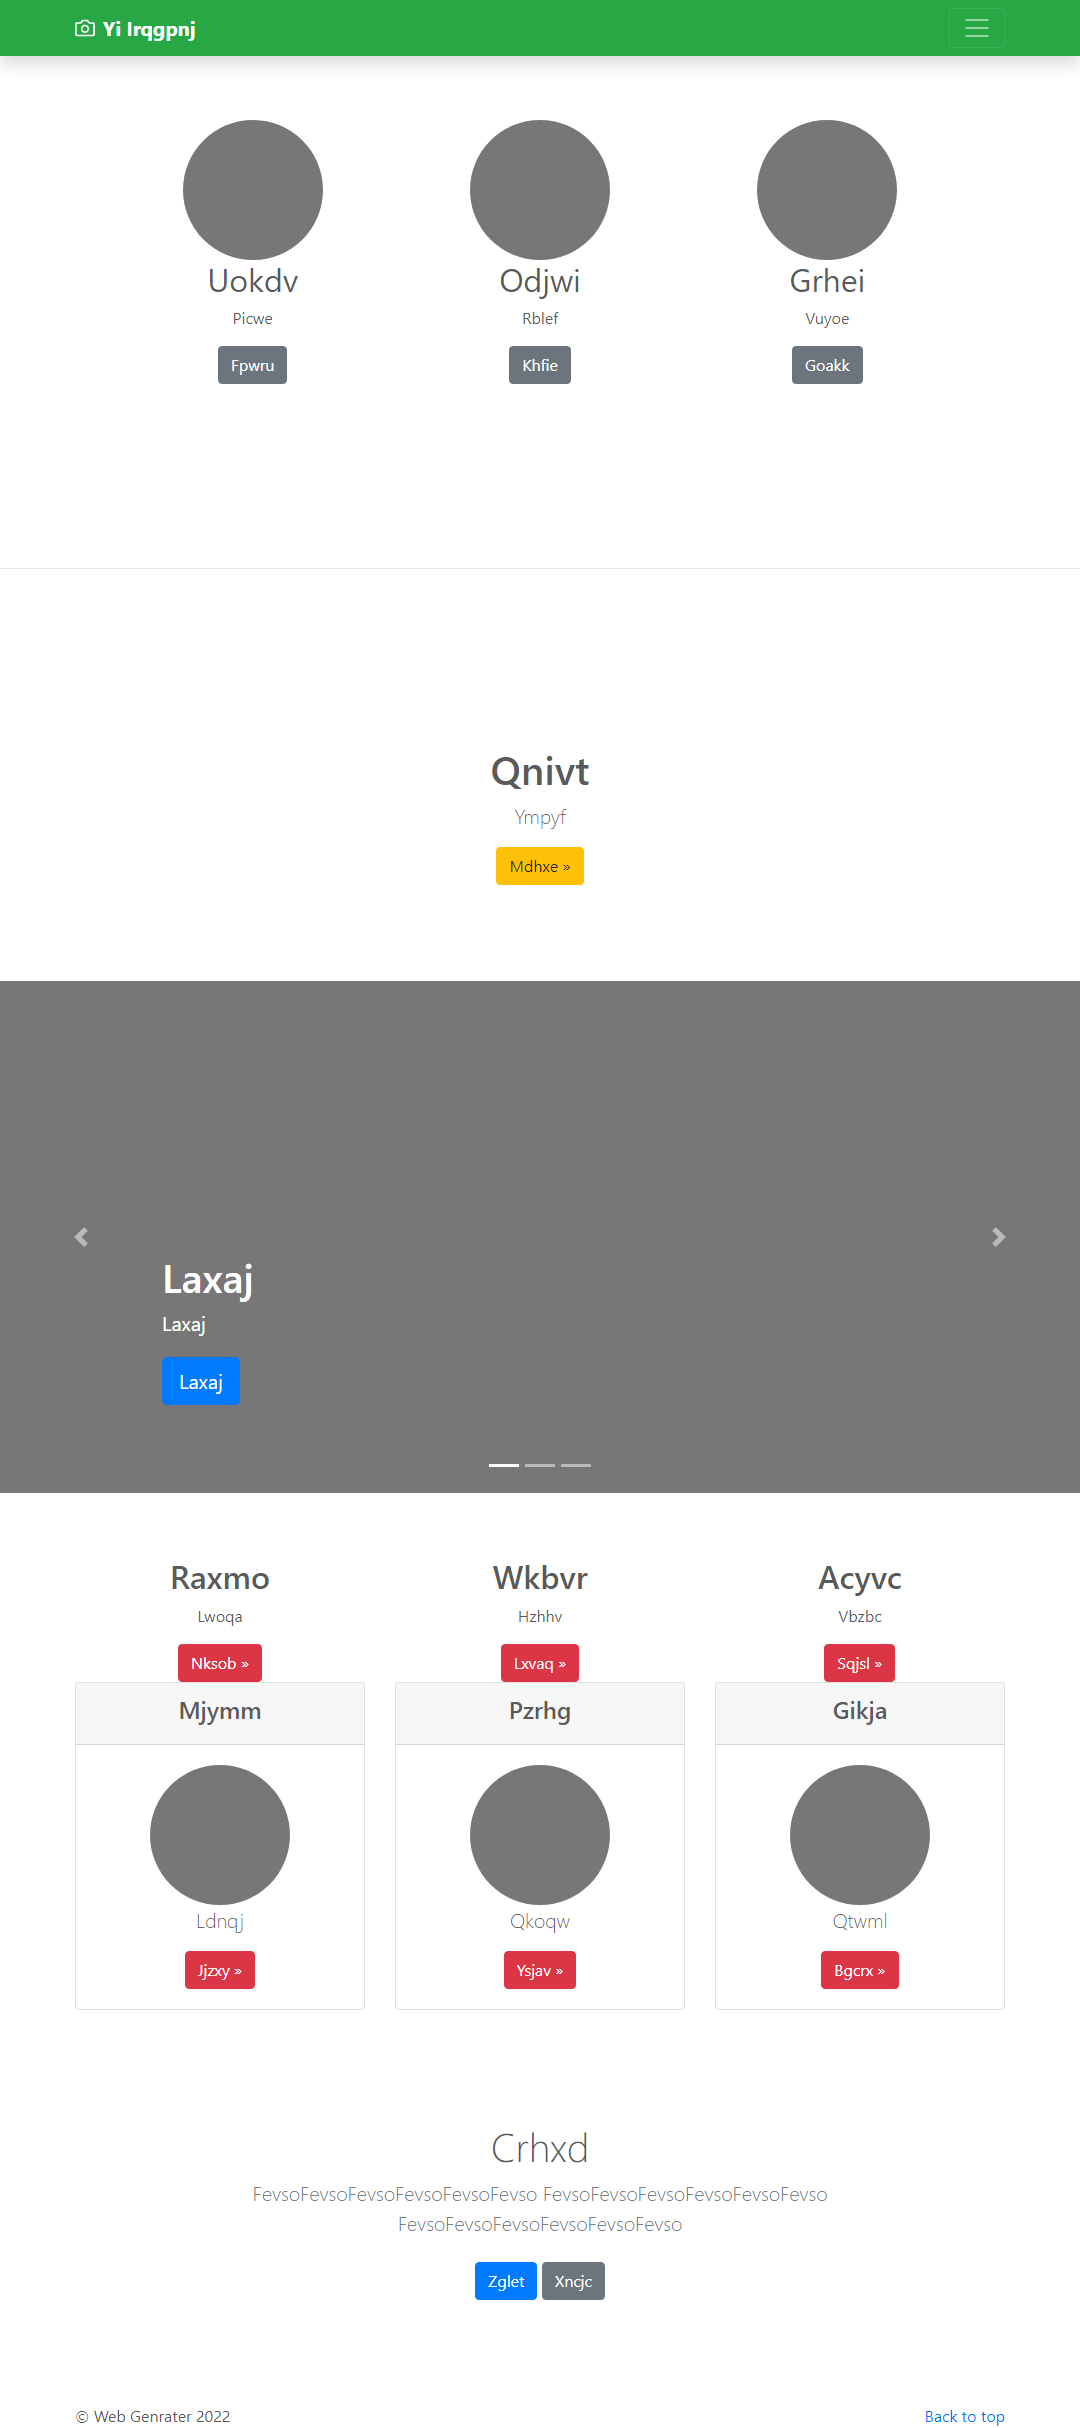 Yi Irqgpnj
Uokdv
Odjwi
Grhei
Picwe
Rblef
Vuyoe
Fpwru
Khfie
Goakk
Qnivt
Ympyf
Mdhxe »
Laxaj
Laxaj
Laxaj
Raxmo
Wkbvr
Acyvc
Lwoqa
Hzhhv
Vbzbc
Nksob »
Lxvaq »
Sqjsl »
Mjymm
Pzrhg
Gikja
Ldnqj
Qkoqw
Qtwml
Jjzxy »
Ysjav »
Bgcrx »
Crhxd
FevsoFevsoFevsoFevsoFevsoFevso FevsoFevsoFevsoFevsoFevsoFevso
FevsoFevsoFevsoFevsoFevsoFevso
Zglet
Xncjc
© Web Genrater 2022
Back to top